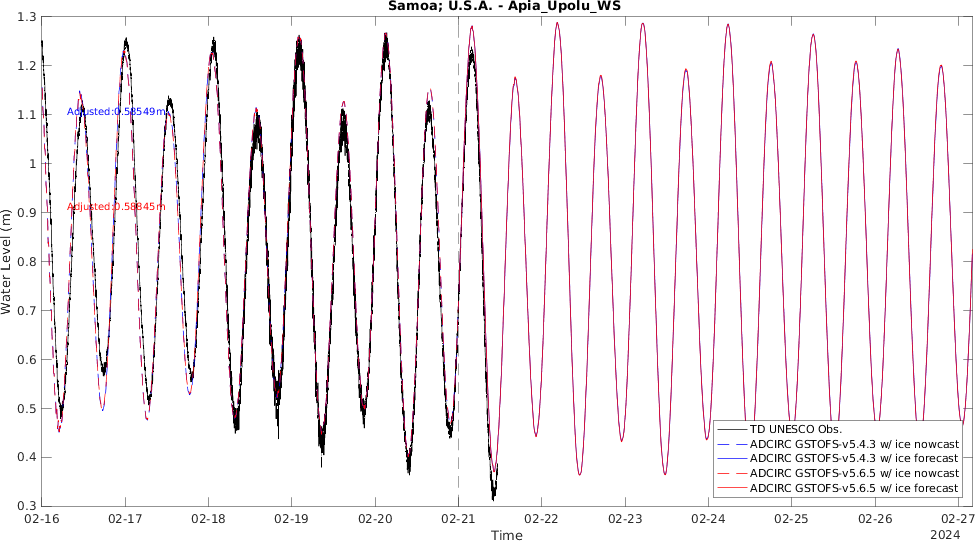 Samoa; U.S.A. - Apia_Upolu_WS
1.3
1.2
1.1
1
0.9
0.8
0.7
0.6
0.5
0.4
0.3
Water Level (m)
Adjusted:0.58549m
Adjusted:0.58845m
TD UNESCO Obs.
ADCIRC GSTOFS-v5.4.3 w/ ice nowcast
ADCIRC GSTOFS-v5.4.3 w/ ice forecast
ADCIRC GSTOFS-v5.6.5 w/ ice nowcast
ADCIRC GSTOFS-v5.6.5 w/ ice forecast
02-16 02-17 02-18 02-19 02-20 02-21 02-22 02-23 02-24 02-25 02-26 02-27
Time
2024